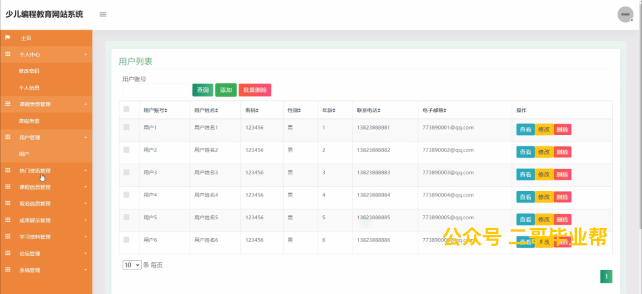 少儿编程教育网站系统
主页
个人中心
修改密码
个人信息
课程类型管理
课程类型
用户管理
用户
热门资讯管理
课程信息管理
报名信息管理
成果展示管理
学习资料管理
论坛管理
系统管理
用户列表
用户账号
查询 添加 批量删除
用户账号 用户姓名 密码 性别 年龄 联系电话 电子邮箱 操作
用户1 用户姓名1 123456 男 1 13823888881 773890001@qq.com 查看 修改 删除
用户2 用户姓名2 123456 男 2 13823888882 773890002@qq.com 查看 修改 删除
用户3 用户姓名3 123456 男 3 13823888883 773890003@qq.com 查看 修改 删除
用户4 用户姓名4 123456 男 4 13823888884 773890004@qq.com 查看 修改 删除
用户5 用户姓名5 123456 男 5 13823888885 773890005@qq.com 查看 修改 删除
用户6 用户姓名6 123456 男 6 13823888886 773890006@qq.com 查看 修改 删除
公众号 二哥毕业帮
10 条 每页
1